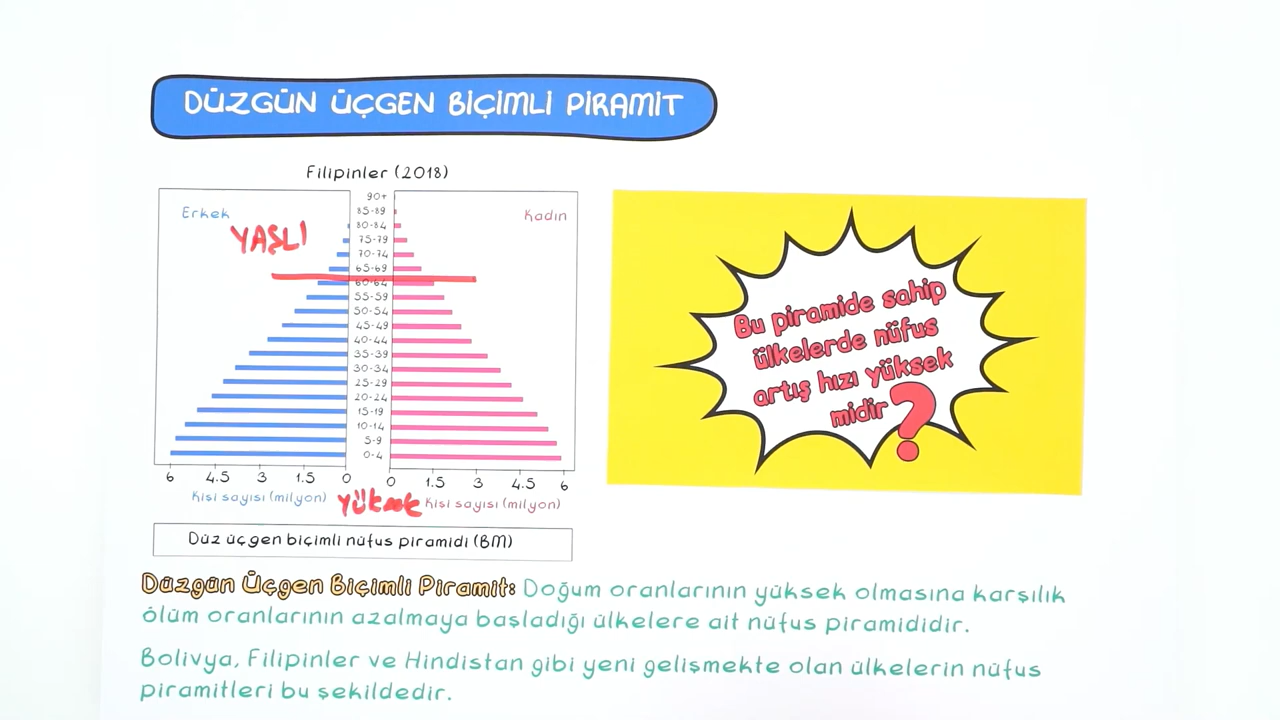 DÜZGÜN ÜÇGEN BİÇİMLİ PİRAMİT
Filipinler (2018)
Erkek
Kadın
YAŞLI
90+
85-89
80-84
75-79
70-74
65-69
60-64
55-59
50-54
45-49
40-44
35-39
30-34
25-29
20-24
15-19
10-14
5-9
0-4
6 4.5 3 1.5 0 0 1.5 3 4.5 6
Kişi sayısı (milyon) Yüksek Kişi sayısı (milyon)
Düz üçgen biçimli nüfus piramidi (BM)
Bu piramide sahip
ülkelerde nüfus
artış hızı yüksek
midir?
Düzgün Üçgen Biçimli Piramit: Doğum oranlarının yüksek olmasına karşılık
ölüm oranlarının azalmaya başladığı ülkelere ait nüfus piramididir.
Bolivya, Filipinler ve Hindistan gibi yeni gelişmekte olan ülkelerin nüfus
piramitleri bu şekildedir.